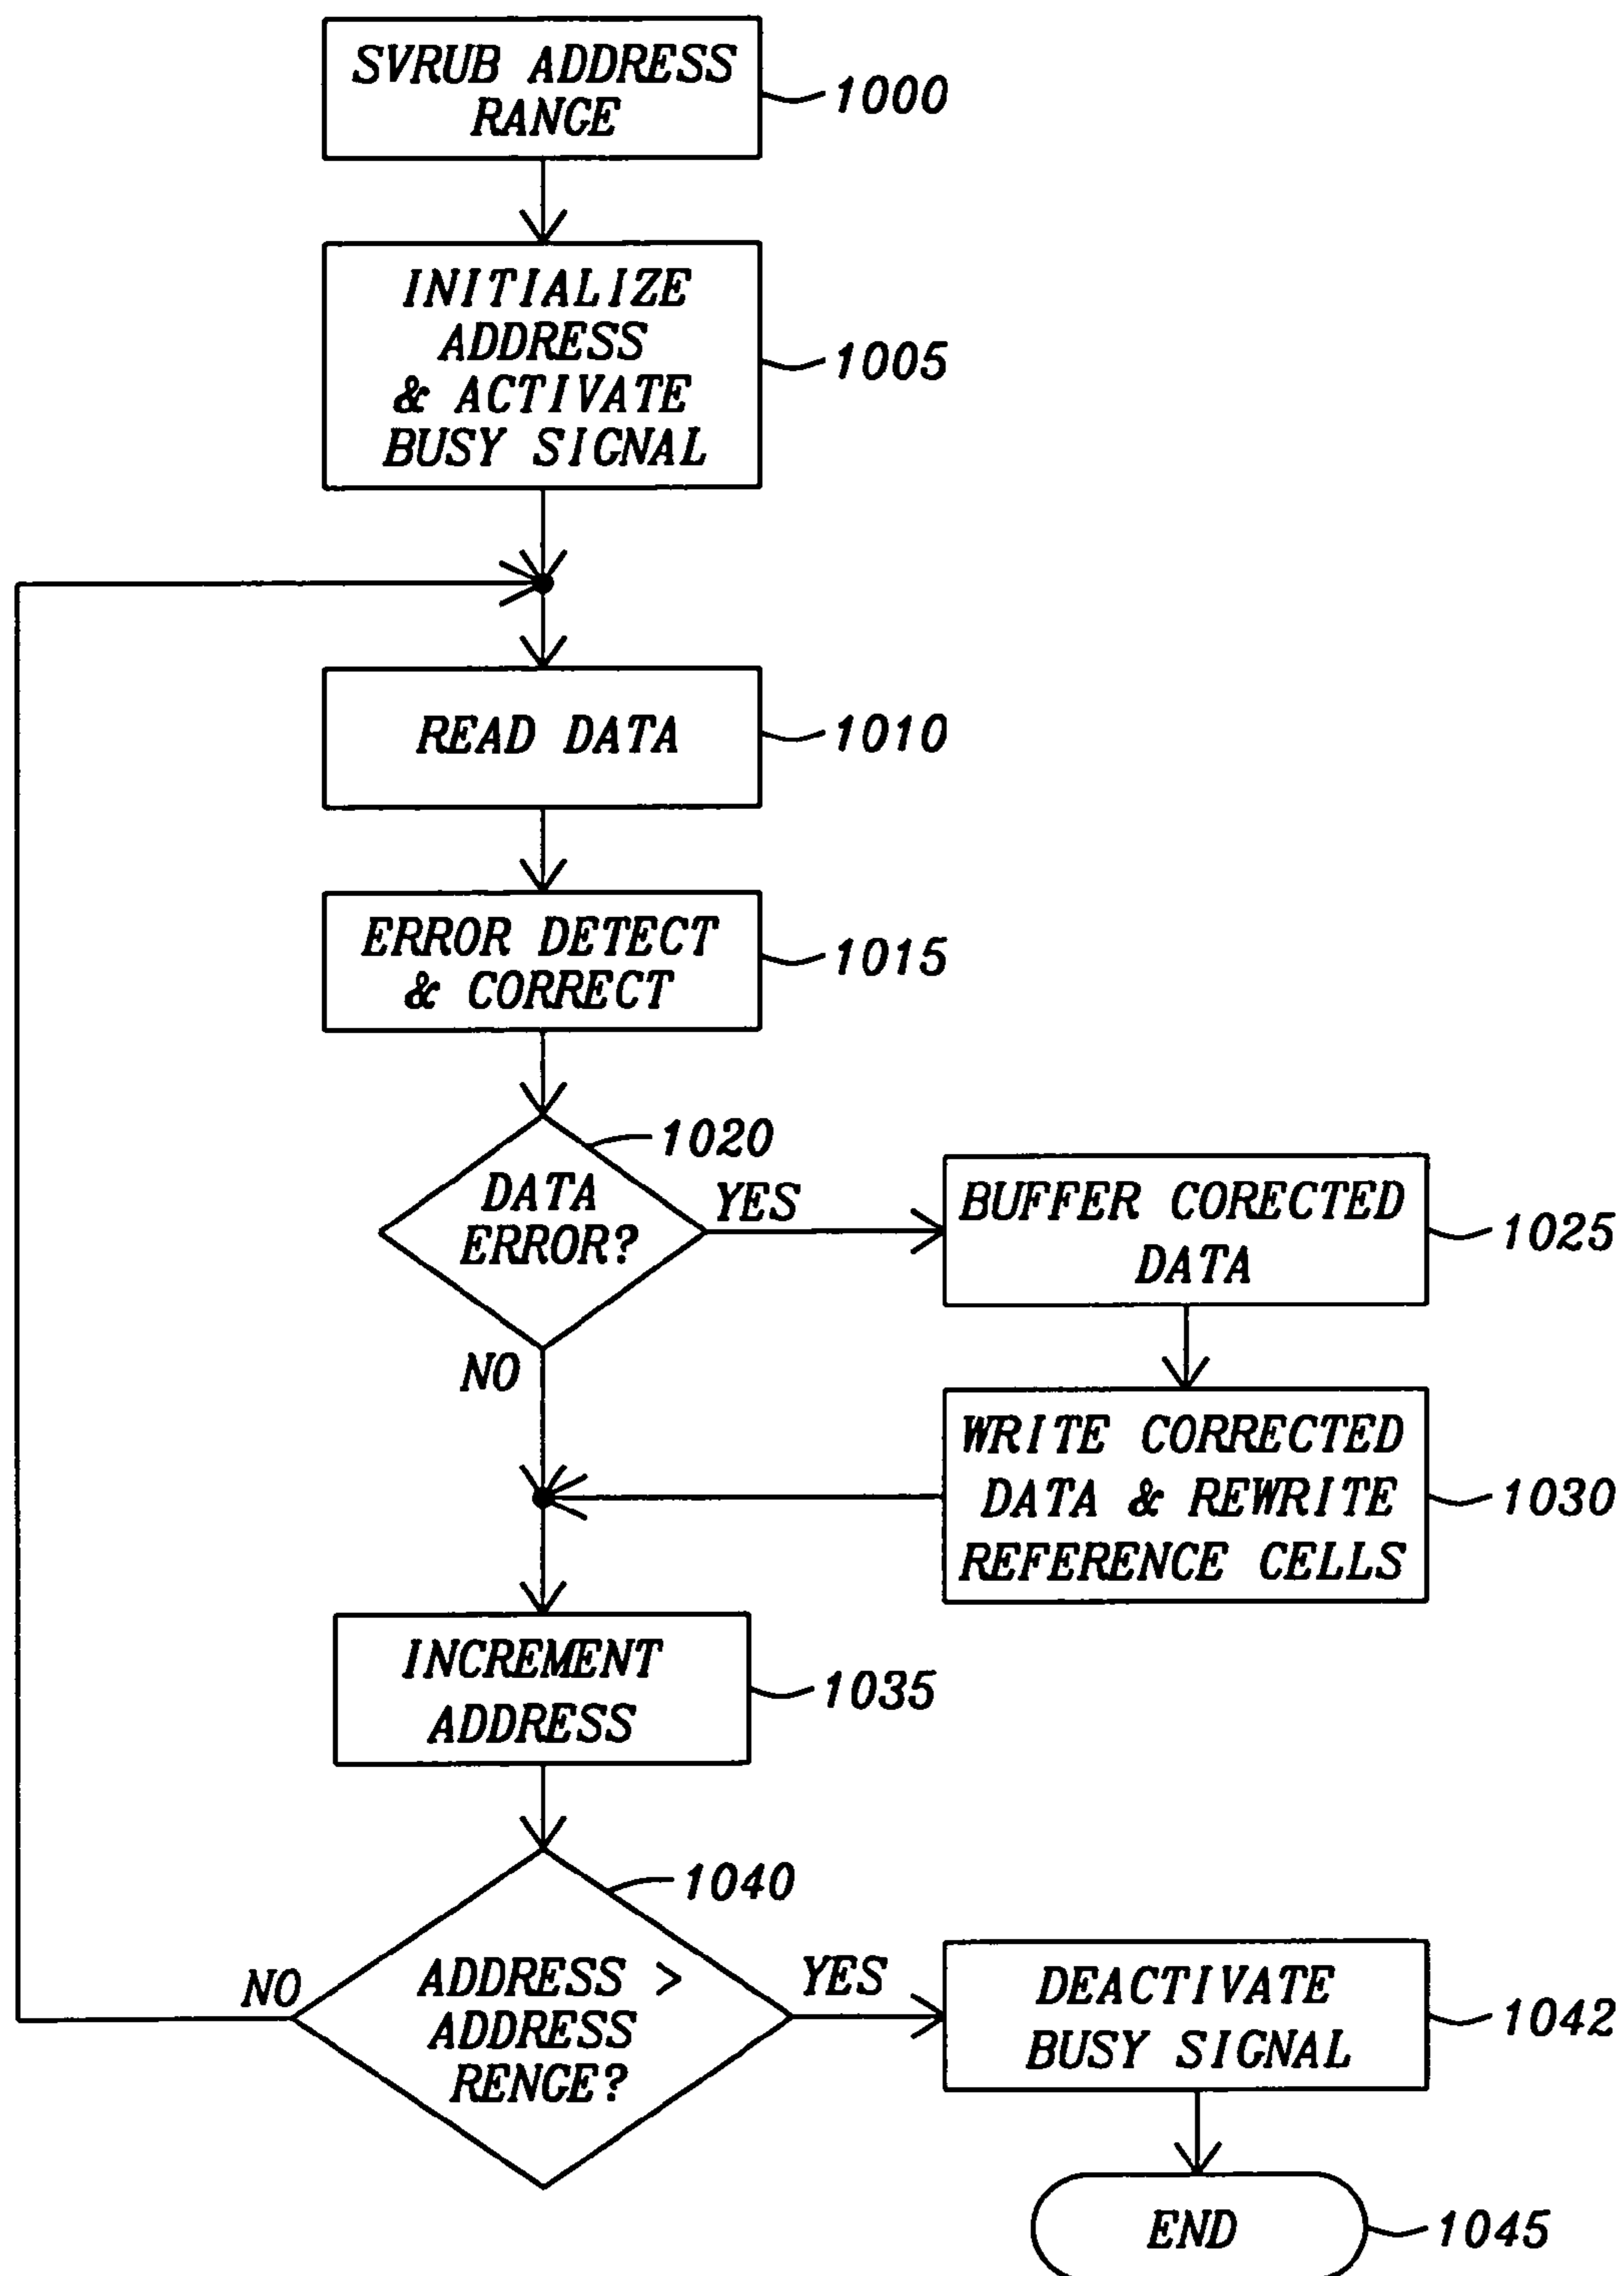 SVRUB ADDRESS
RANGE
1000
INITIALIZE
ADDRESS
& ACTIVATE
BUSY SIGNAL
1005
READ DATA
1010
ERROR DETECT
& CORRECT
1015
1020
DATA
ERROR?
YES
NO
BUFFER CORECTED
DATA
1025
WRITE CORRECTED
DATA & REWRITE
REFERENCE CELLS
1030
INCREMENT
ADDRESS
1035
1040
ADDRESS >
ADDRESS
RENGE?
NO
YES
DEACTIVATE
BUSY SIGNAL
1042
END
1045